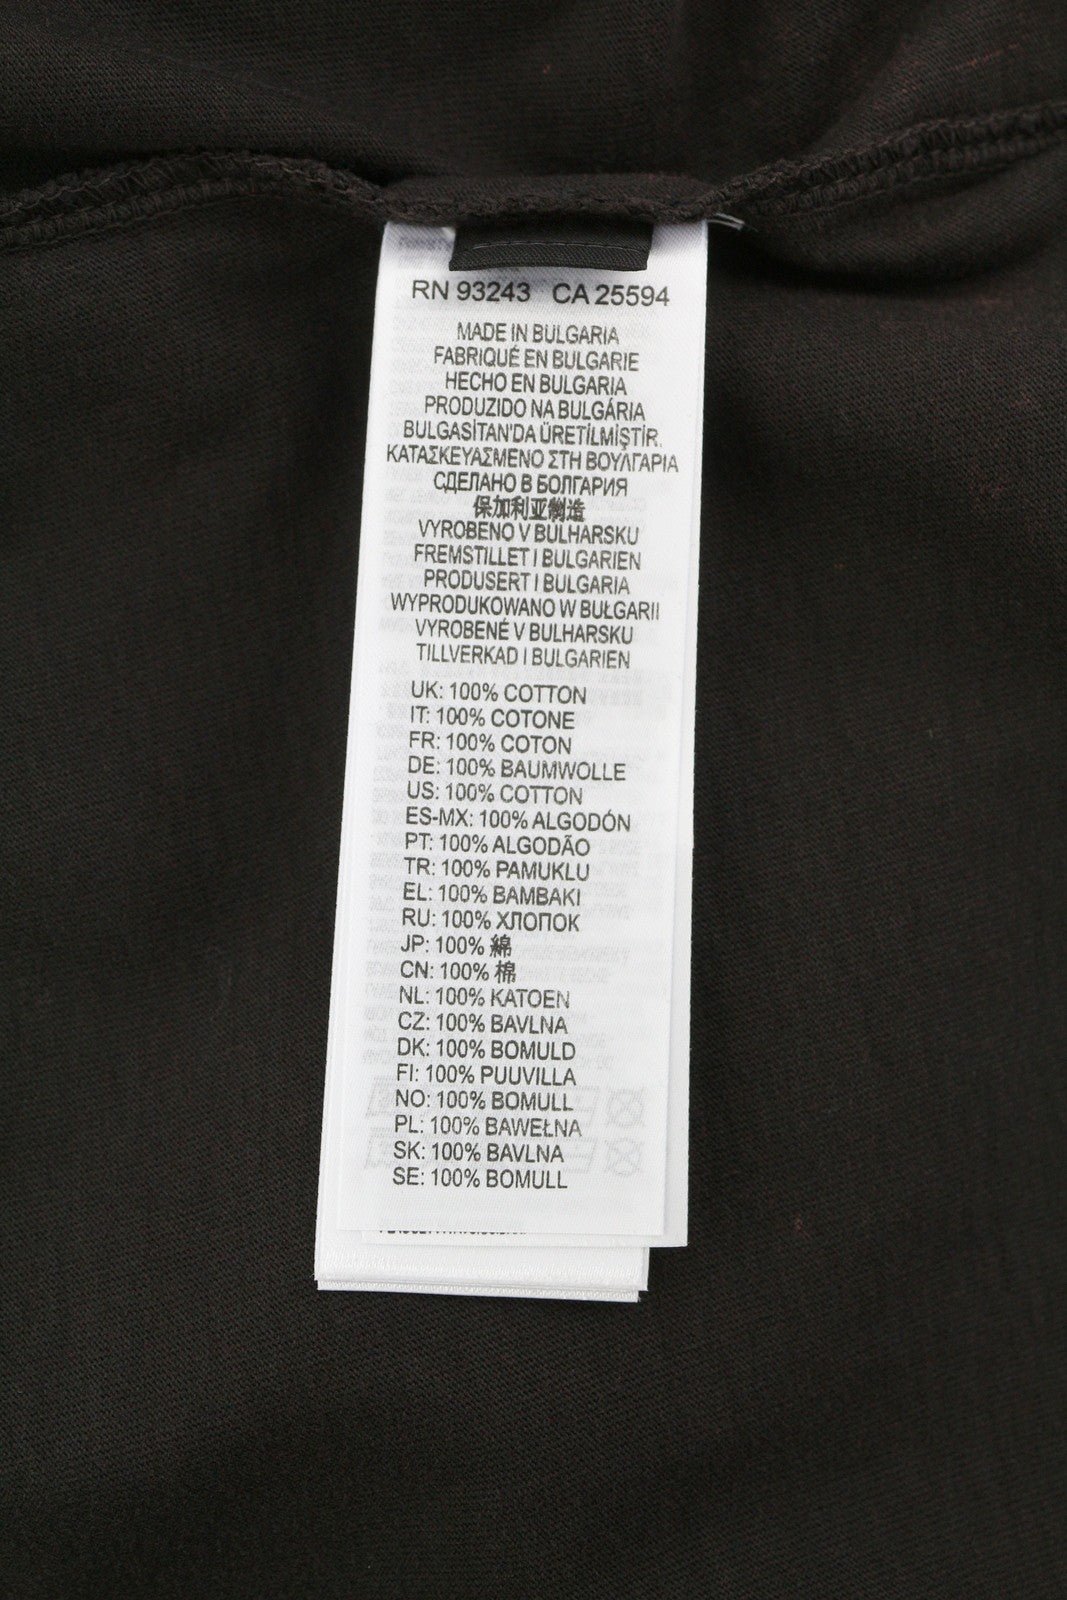 RN 93243 CA 25594
MADE IN BULGARIA
FABRIQUÉ EN BULGARIE
HECHO EN BULGARIA
PRODUZIDO NA BULGÁRIA
BULGASİTAN'DA ÜRETİLMİŞTİR.
ΚΑΤΑΣΚΕΥΑΣΜΕΝΟ ΣΤΗ ΒΟΥΛΓΑΡΙΑ
СДЕЛАНО В БОЛГАРИЯ
保加利亚制造
VYROBENO V BULHARSKU
FREMSTILLET I BULGARIEN
PRODUSERT I BULGARIA
WYPRODUKOWANO W BUŁGARII
VYROBENÉ V BULHARSKU
TILLVERKAD I BULGARIEN
UK: 100% COTTON
IT: 100% COTONE
FR: 100% COTON
DE: 100% BAUMWOLLE
US: 100% COTTON
ES-MX: 100% ALGODÓN
PT: 100% ALGODÃO
TR: 100% PAMUKLU
EL: 100% ΒΑΜΒΑΚΙ
RU: 100% ХЛОПОК
JP: 100% 綿
CN: 100% 棉
NL: 100% KATOEN
CZ: 100% BAVLNA
DK: 100% BOMULD
FI: 100% PUUVILLA
NO: 100% BOMULL
PL: 100% BAWEŁNA
SK: 100% BAVLNA
SE: 100% BOMULL